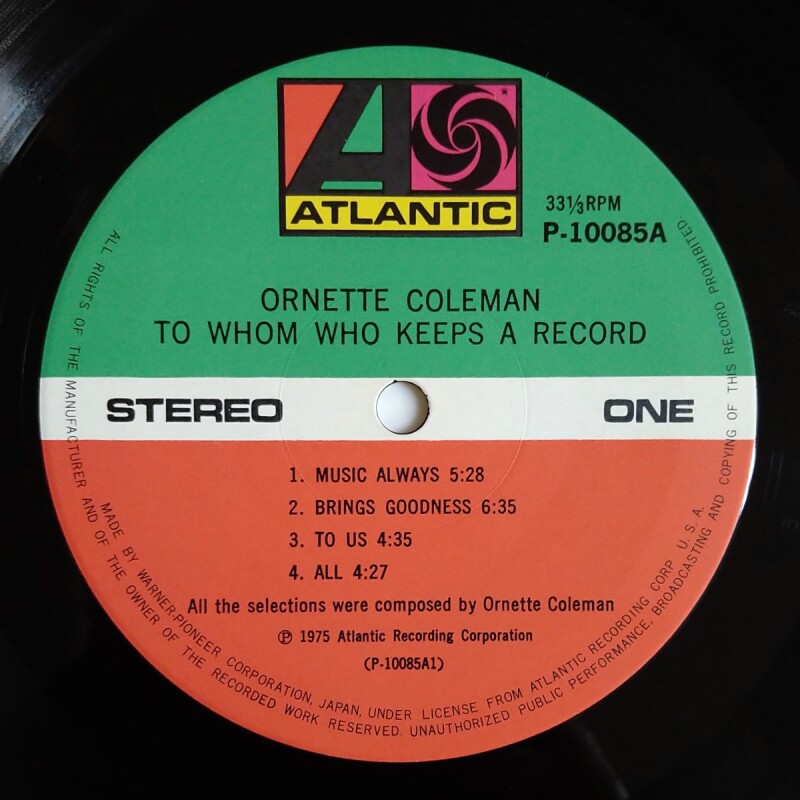 ATLANTIC
33⅓RPM
P-10085A
ORNETTE COLEMAN
TO WHOM WHO KEEPS A RECORD
STEREO
ONE
1. MUSIC ALWAYS 5:28
2. BRINGS GOODNESS 6:35
3. TO US 4:35
4. ALL 4:27
All the selections were composed by Ornette Coleman
Ⓟ 1975 Atlantic Recording Corporation
(P-10085A1)
MADE BY WARNER-PIONEER CORPORATION, JAPAN, UNDER LICENSE FROM ATLANTIC RECORDING CORP U. S. A.
ALL RIGHTS OF THE MANUFACTURER AND OF THE OWNER OF THE RECORDED WORK RESERVED. UNAUTHORIZED PUBLIC PERFORMANCE, BROADCASTING AND COPYING OF THIS RECORD PROHIBITED.